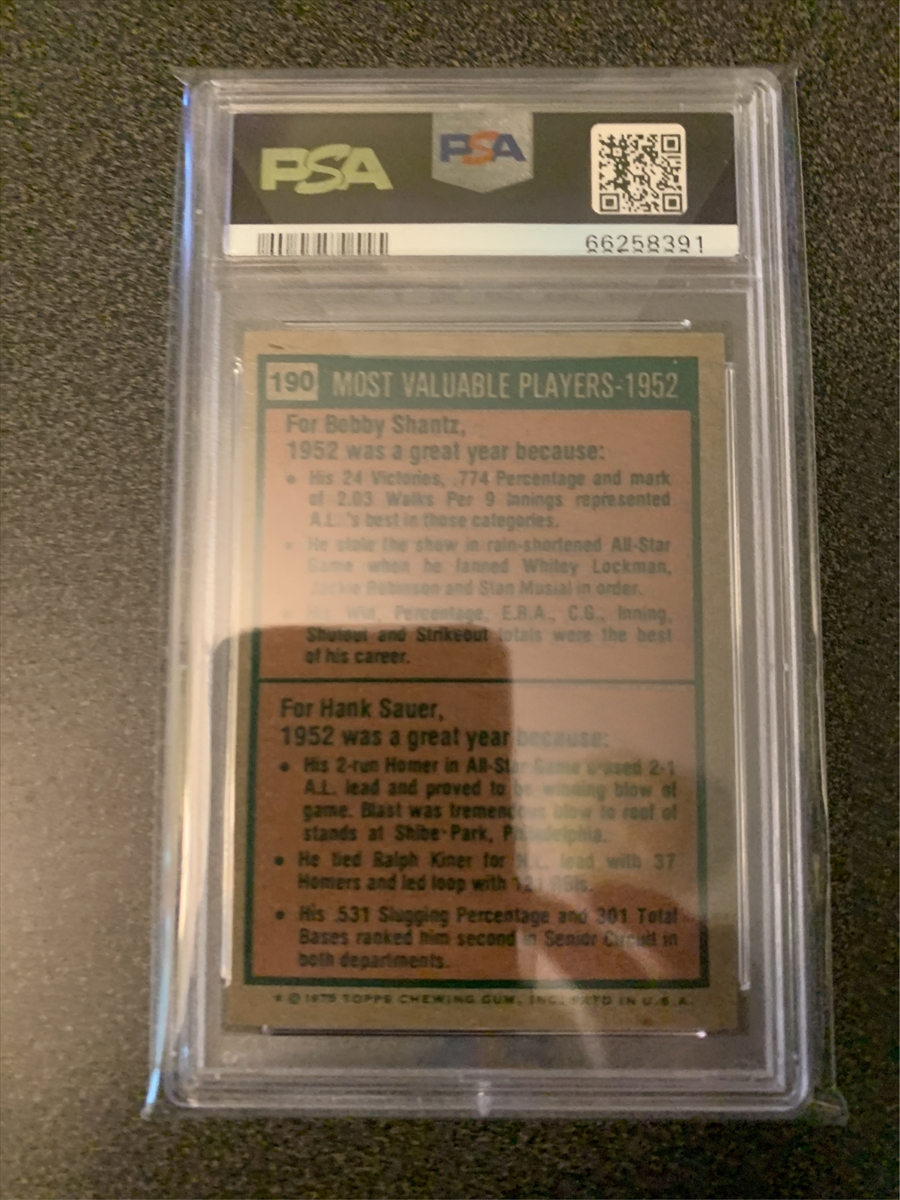 PSA
PSA
66258391
190 MOST VALUABLE PLAYERS-1952
For Bobby Shantz,
1952 was a great year because:
• His 24 Victories, .774 Percentage and mark
of 2.03 Walks Per 9 Innings represented
A.L.'s best in those categories.
• He stole the show in rain-shortened All-Star
Game when he fanned Whitey Lockman,
Jackie Robinson and Stan Musial in order.
• His Win, Percentage, E.R.A., C.G., Inning,
Shutout and Strikeout totals were the best
of his career.
For Hank Sauer,
1952 was a great year because:
• His 2-run Homer in All-Star Game erased 2-1
A.L. lead and proved to be winning blow of
game. Blast was tremendous blow to roof of
stands at Shibe Park, Philadelphia.
• He tied Ralph Kiner for N.L. lead with 37
Homers and led loop with 121 RBIs.
• His .531 Slugging Percentage and 301 Total
Bases ranked him second in Senior Circuit in
both departments.
* © 1975 TOPPS CHEWING GUM, INC. PRTD IN U.S.A.